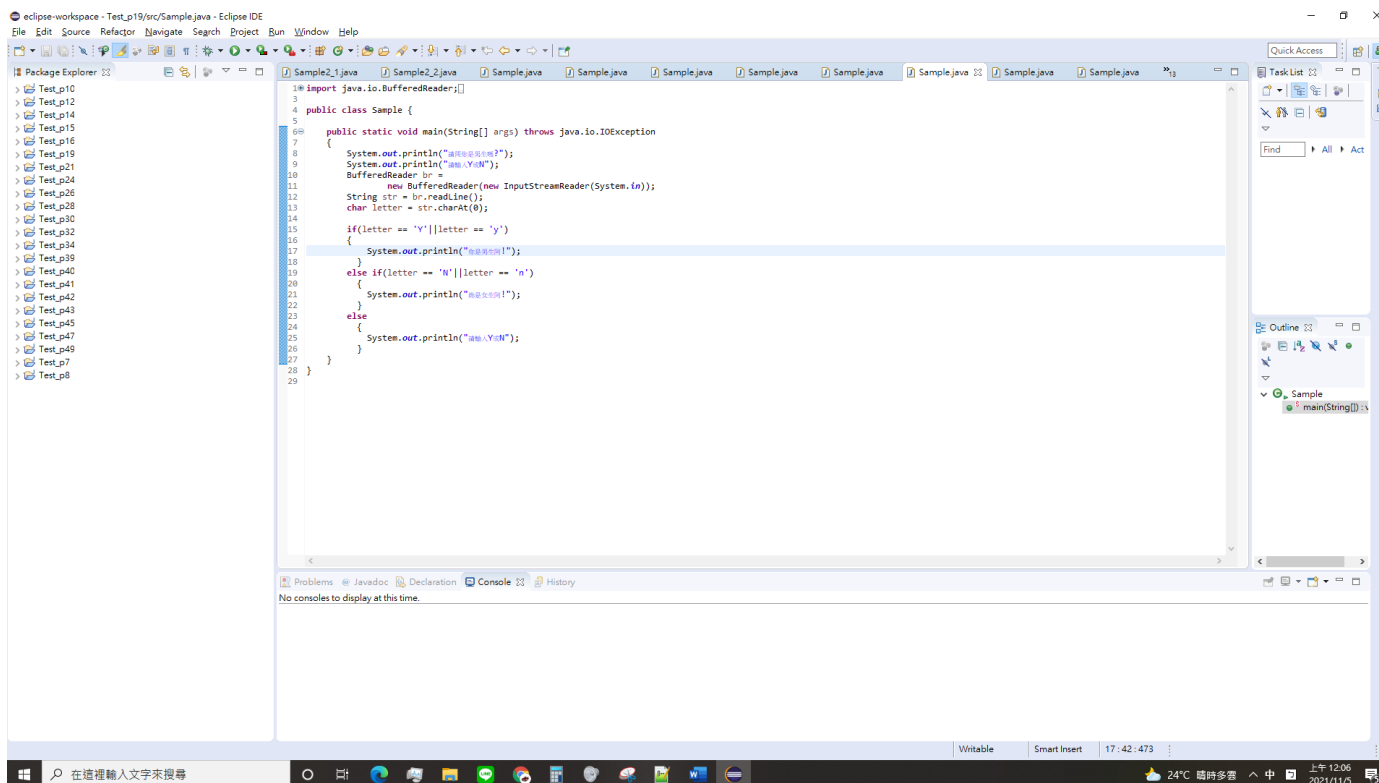 eclipse-workspace - Test_p19/src/Sample.java - Eclipse IDE
File Edit Source Refactor Navigate Search Project Run Window Help
Quick Access
Package Explorer
Test_p10
Test_p12
Test_p14
Test_p15
Test_p16
Test_p19
Test_p21
Test_p24
Test_p26
Test_p28
Test_p30
Test_p32
Test_p34
Test_p39
Test_p40
Test_p41
Test_p42
Test_p43
Test_p45
Test_p47
Test_p49
Test_p7
Test_p8
Sample2_1.java Sample2_2.java Sample.java Sample.java Sample.java Sample.java Sample.java Sample.java Sample.java Sample.java »13
1 import java.io.BufferedReader;
3
4 public class Sample {
5
6 public static void main(String[] args) throws java.io.IOException
7 {
8 System.out.println("請問你是男生嗎?");
9 System.out.println("請輸入Y或N");
10 BufferedReader br =
11 new BufferedReader(new InputStreamReader(System.in));
12 String str = br.readLine();
13 char letter = str.charAt(0);
14
15 if(letter == 'Y'||letter == 'y')
16 {
17 System.out.println("你是男生阿!");
18 }
19 else if(letter == 'N'||letter == 'n')
20 {
21 System.out.println("妳是女生阿!");
22 }
23 else
24 {
25 System.out.println("請輸入Y或N");
26 }
27 }
28 }
29
Task List
Find All Act
Outline
Sample
main(String[]) : v
Problems Javadoc Declaration Console History
No consoles to display at this time.
Writable Smart Insert 17 : 42 : 473
在這裡輸入文字來搜尋
24°C 晴時多雲 中 上午 12:06
2021/11/5